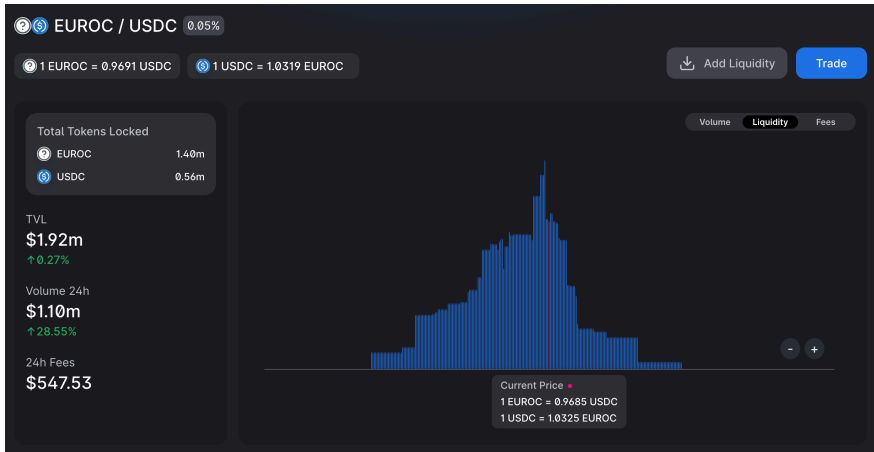 EUROC / USDC 0.05%
1 EUROC = 0.9691 USDC
1 USDC = 1.0319 EUROC
Add Liquidity
Trade
Total Tokens Locked
EUROC 1.40m
USDC 0.56m
TVL
$1.92m
↑0.27%
Volume 24h
$1.10m
↑28.55%
24h Fees
$547.53
Volume Liquidity Fees
- +
Current Price
1 EUROC = 0.9685 USDC
1 USDC = 1.0325 EUROC